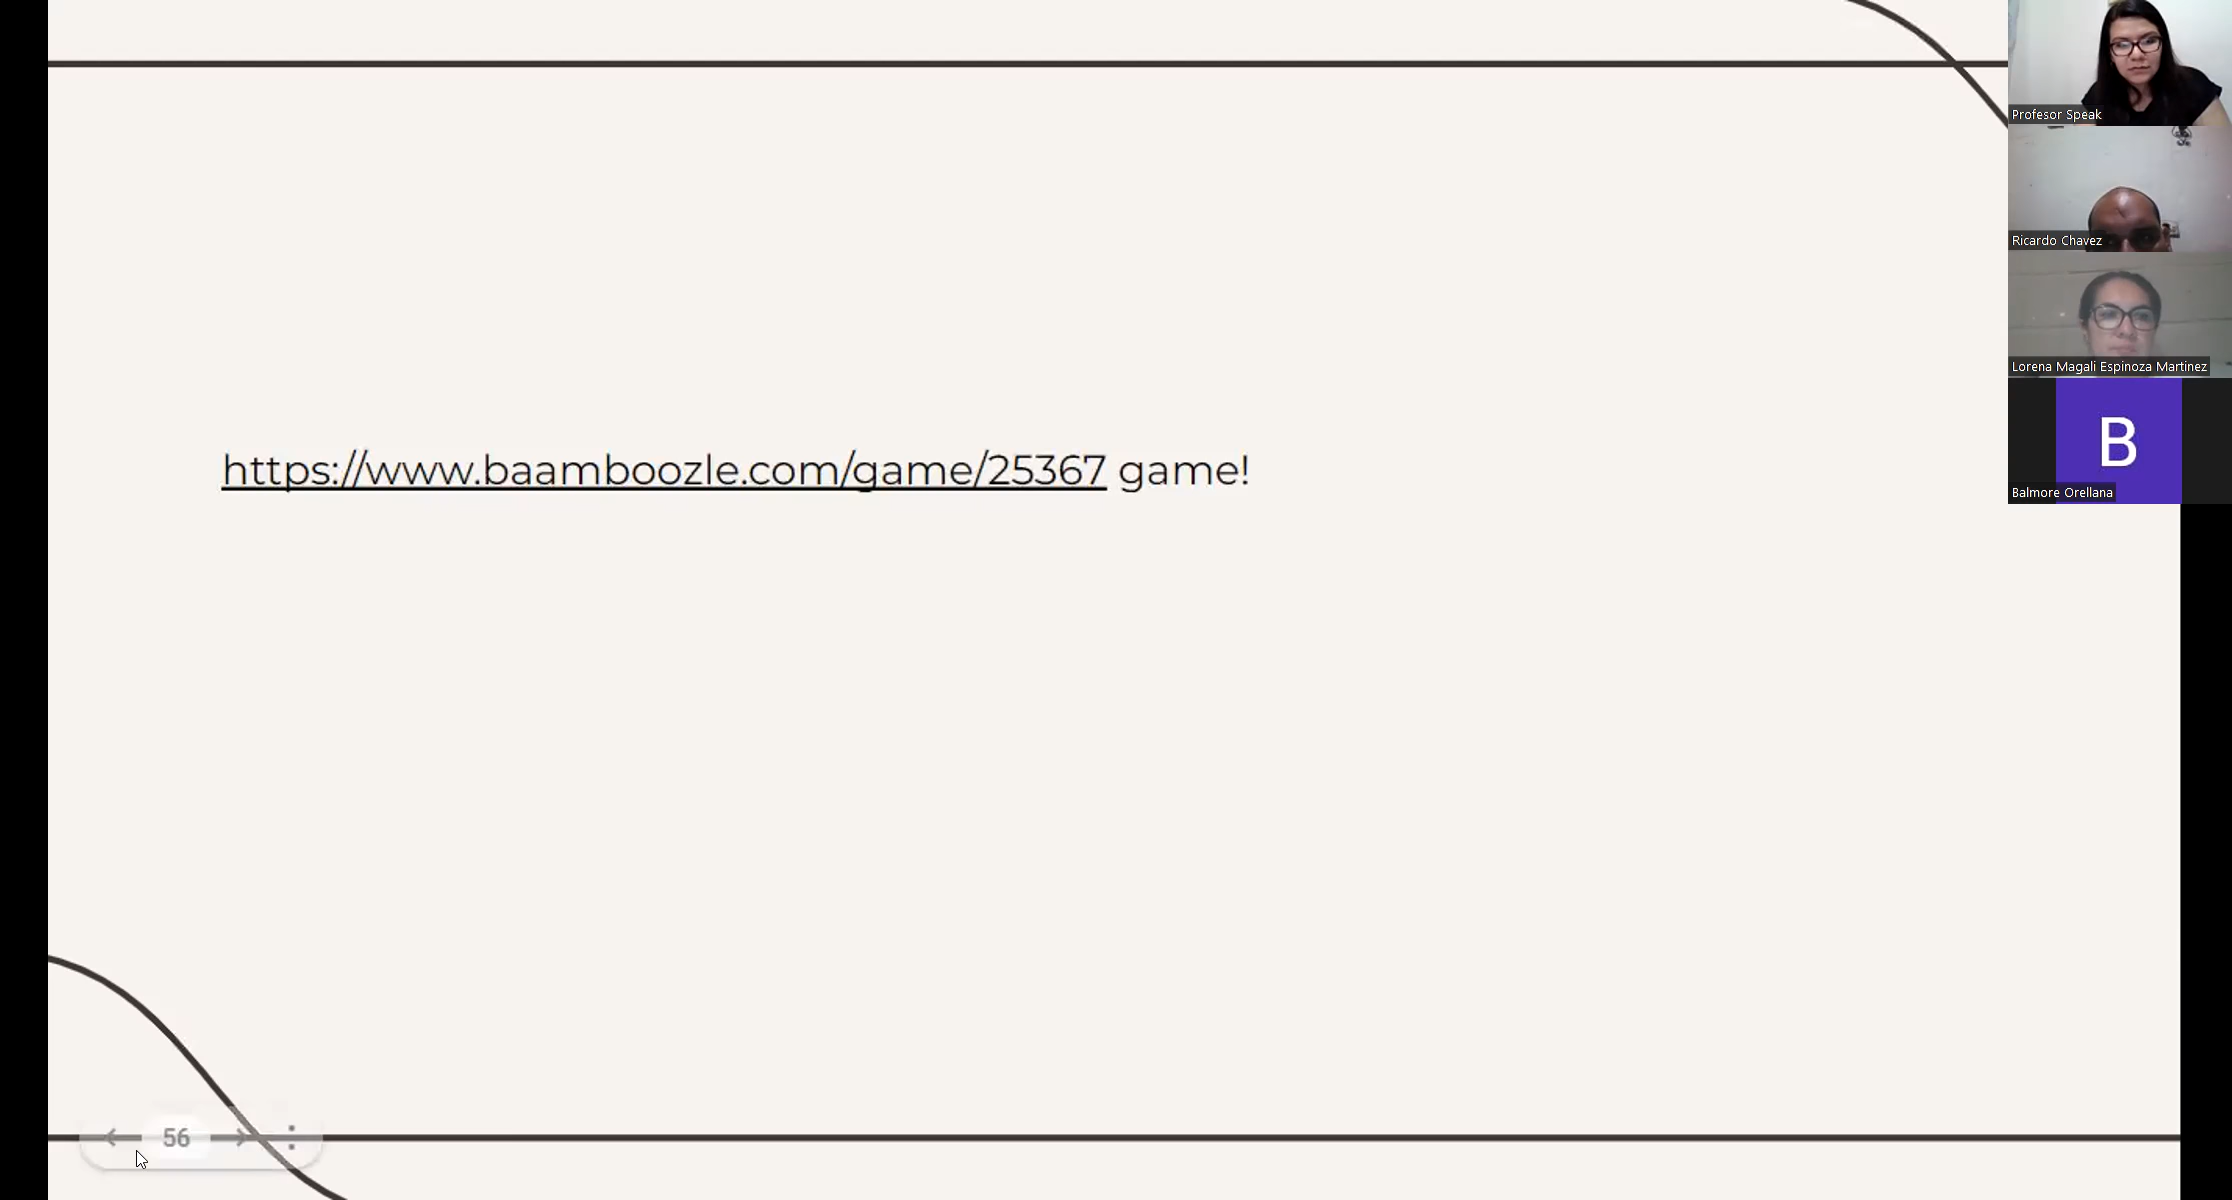 https://www.baamboozle.com/game/25367 game!
Profesor Speak
Ricardo Chavez
Lorena Magali Espinoza Martinez
B
Balmore Orellana
56